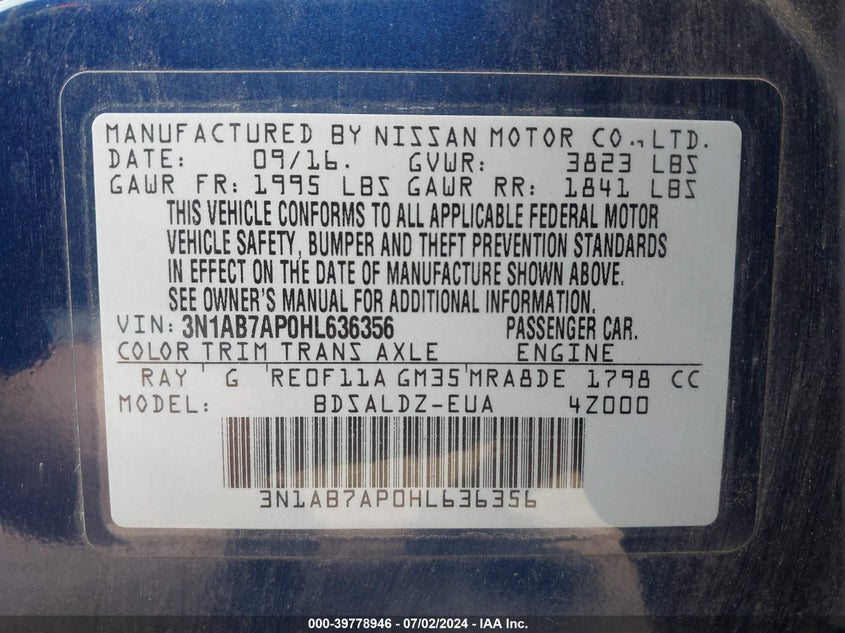 MANUFACTURED BY NISSAN MOTOR CO., LTD.
DATE: 09/16. GVWR: 3823 LBS
GAWR FR: 1995 LBS GAWR RR: 1841 LBS
THIS VEHICLE CONFORMS TO ALL APPLICABLE FEDERAL MOTOR
VEHICLE SAFETY, BUMPER AND THEFT PREVENTION STANDARDS
IN EFFECT ON THE DATE OF MANUFACTURE SHOWN ABOVE.
SEE OWNER'S MANUAL FOR ADDITIONAL INFORMATION.
VIN: 3N1AB7AP0HL636356 PASSENGER CAR.
COLOR TRIM TRANS AXLE ENGINE
RAY G RE0F11A GM35 MRA8DE 1798 CC
MODEL: BDSALDZ-EUA 4Z000
3N1AB7AP0HL636356
000-39778946 - 07/02/2024 - IAA Inc.